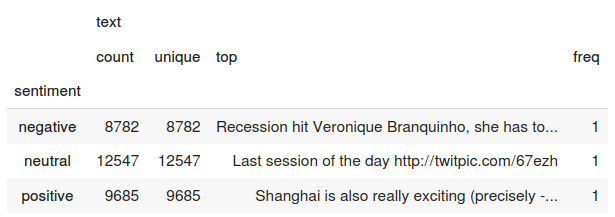 text
count unique top freq
sentiment
negative 8782 8782 Recession hit Veronique Branquinho, she has to... 1
neutral 12547 12547 Last session of the day http://twitpic.com/67ezh 1
positive 9685 9685 Shanghai is also really exciting (precisely -... 1